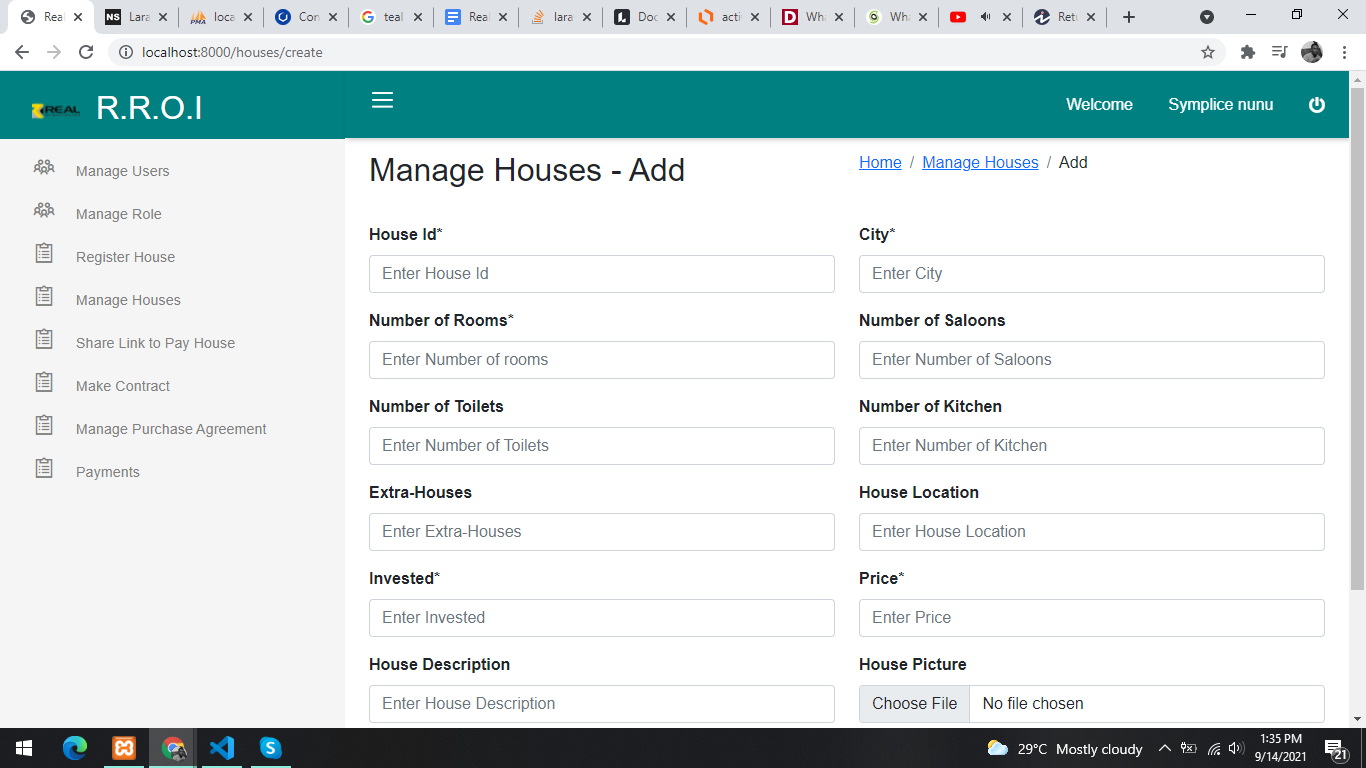 Real
Lara
loca
Con
teal
Real
lara
Doc
acti
Wha
Wha
Retu
localhost:8000/houses/create
REAL R.R.O.I
Welcome Symplice nunu
Manage Users
Manage Role
Register House
Manage Houses
Share Link to Pay House
Make Contract
Manage Purchase Agreement
Payments
Manage Houses - Add
Home / Manage Houses / Add
House Id* City*
Enter House Id Enter City
Number of Rooms* Number of Saloons
Enter Number of rooms Enter Number of Saloons
Number of Toilets Number of Kitchen
Enter Number of Toilets Enter Number of Kitchen
Extra-Houses House Location
Enter Extra-Houses Enter House Location
Invested* Price*
Enter Invested Enter Price
House Description House Picture
Enter House Description Choose File No file chosen
29°C Mostly cloudy
1:35 PM
9/14/2021
21